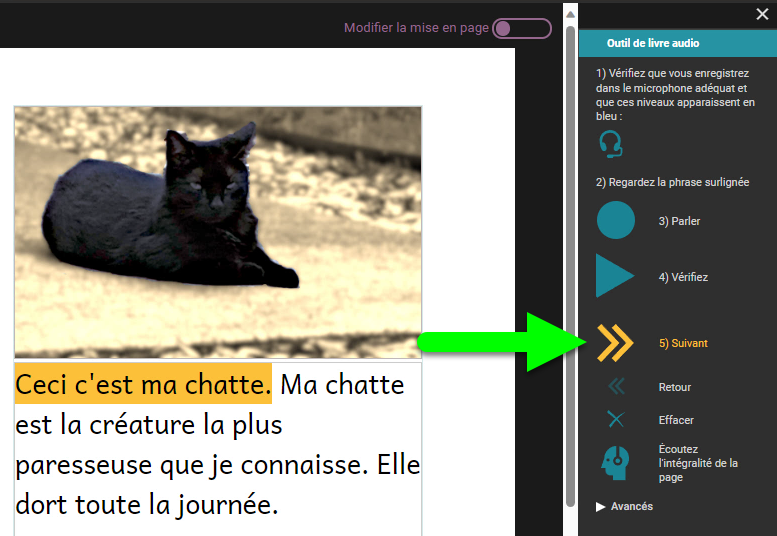 Modifier la mise en page
Ceci c'est ma chatte. Ma chatte
est la créature la plus
paresseuse que je connaisse. Elle
dort toute la journée.
Outil de livre audio
1) Vérifiez que vous enregistrez
dans le microphone adéquat et
que ces niveaux apparaissent en
bleu :
2) Regardez la phrase surlignée
3) Parler
4) Vérifiez
5) Suivant
Retour
Effacer
Écoutez
l'intégralité de la
page
Avancés